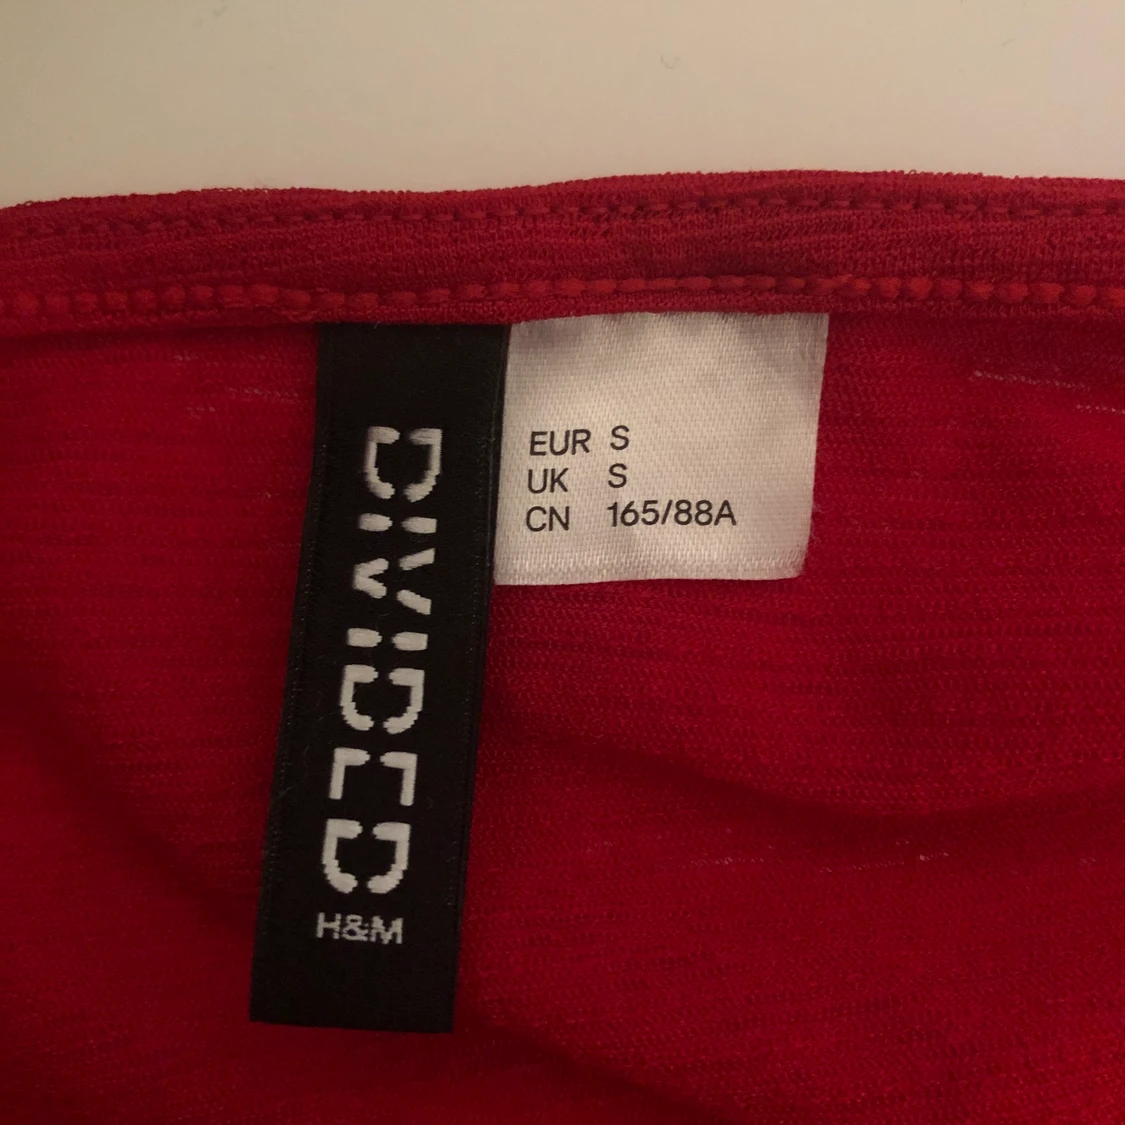 DIVIDED
H&M
EUR S
UK S
CN 165/88A